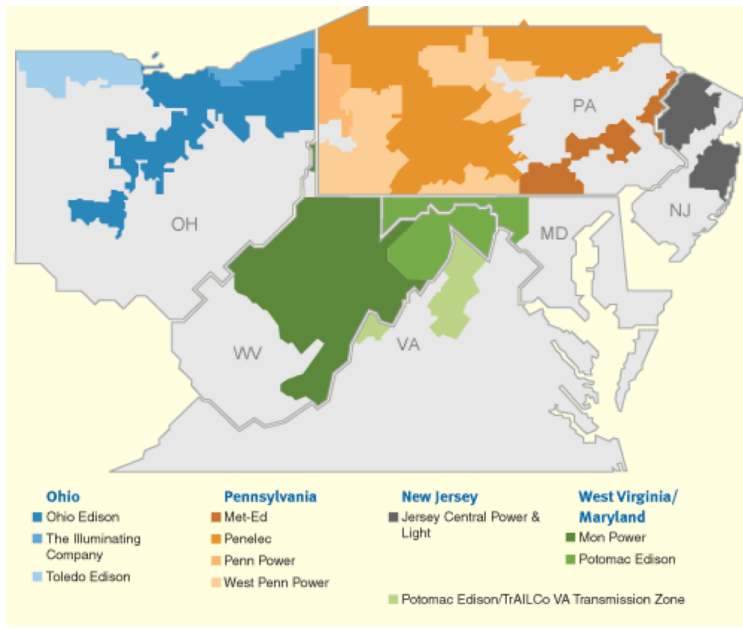 PA
OH
NJ
MD
WV
VA
Ohio
Ohio Edison
The Illuminating
Company
Toledo Edison
Pennsylvania
Met-Ed
Penelec
Penn Power
West Penn Power
New Jersey
Jersey Central Power &
Light
West Virginia/
Maryland
Mon Power
Potomac Edison
Potomac Edison/TrAILCo VA Transmission Zone